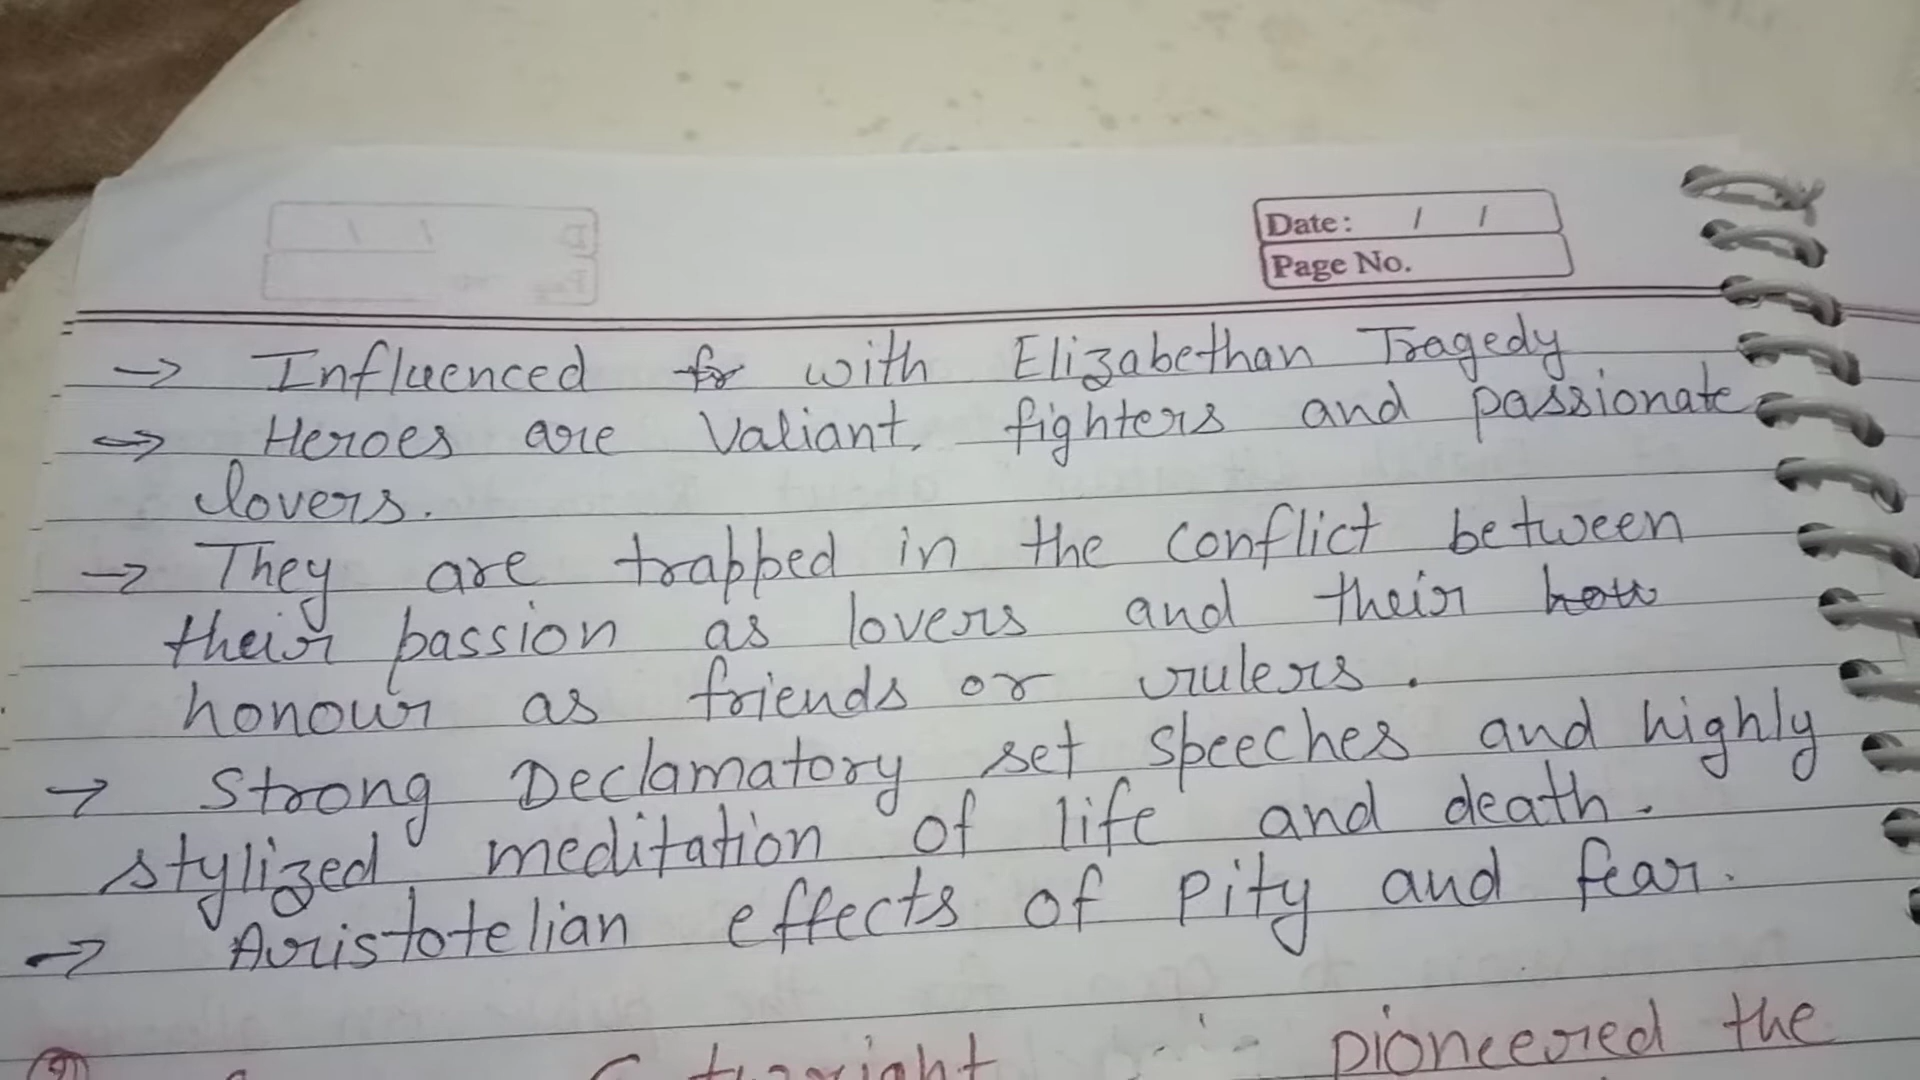 Date: / /
Page No.
→ Influenced fr with Elizabethan Tragedy
→ Heroes are Valiant fighters and passionate
lovers.
→ They are trapped in the conflict between
their passion as lovers and their hou
honour as friends or rulers.
→ Strong Declamatory set speeches and highly
stylized meditation of life and death.
→ Aristotelian effects of Pity and fear.
pioneered the